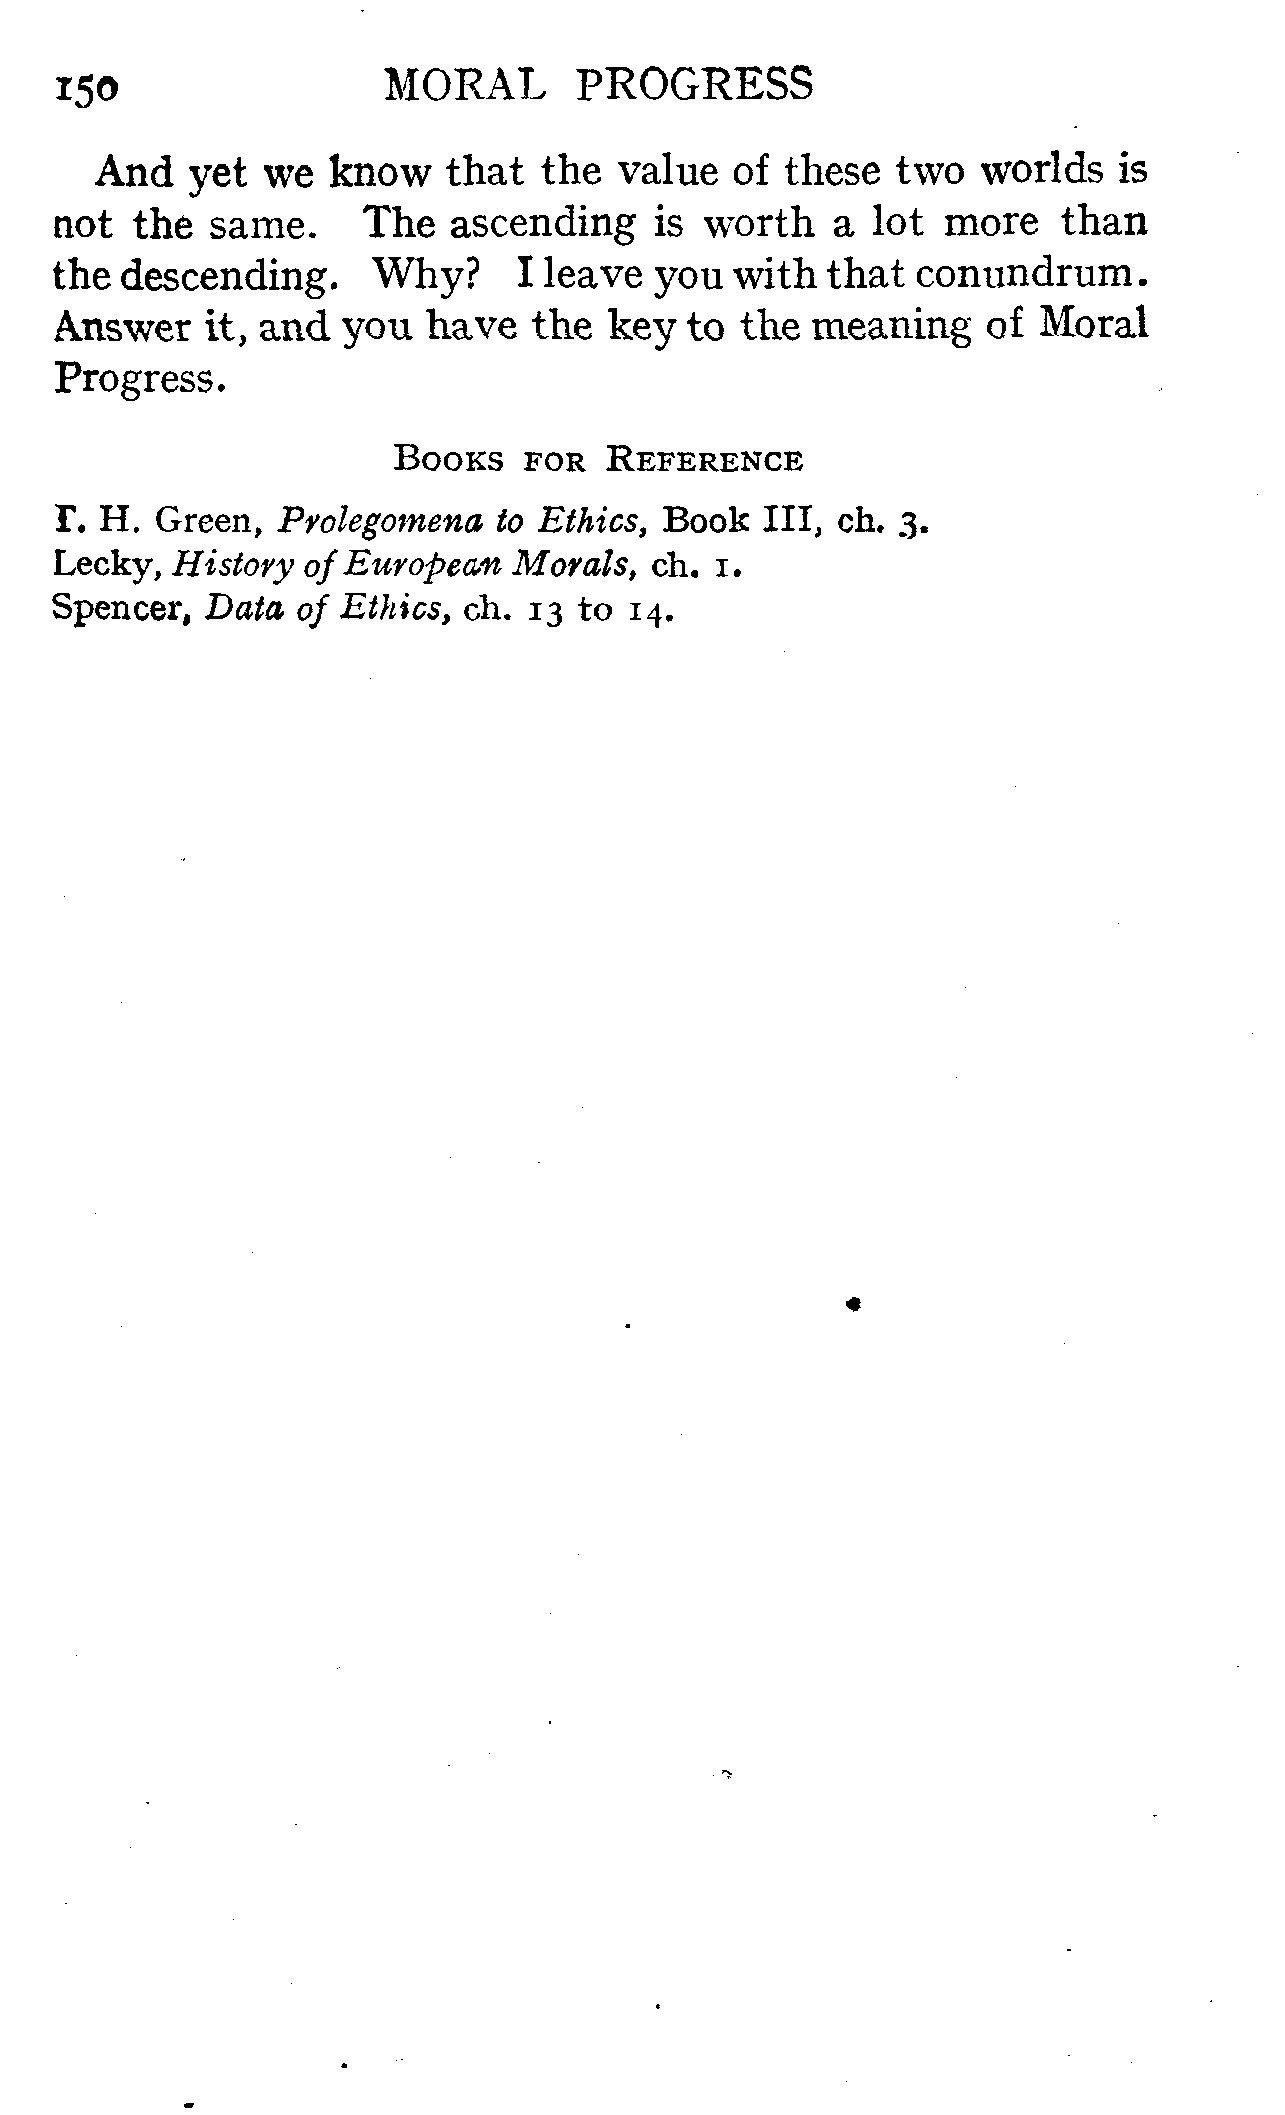 150 MORAL PROGRESS
And yet we know that the value of these two worlds is
not the same. The ascending is worth a lot more than
the descending. Why? I leave you with that conundrum.
Answer it, and you have the key to the meaning of Moral
Progress.
BOOKS FOR REFERENCE
T. H. Green, Prolegomena to Ethics, Book III, ch. 3.
Lecky, History of European Morals, ch. 1.
Spencer, Data of Ethics, ch. 13 to 14.